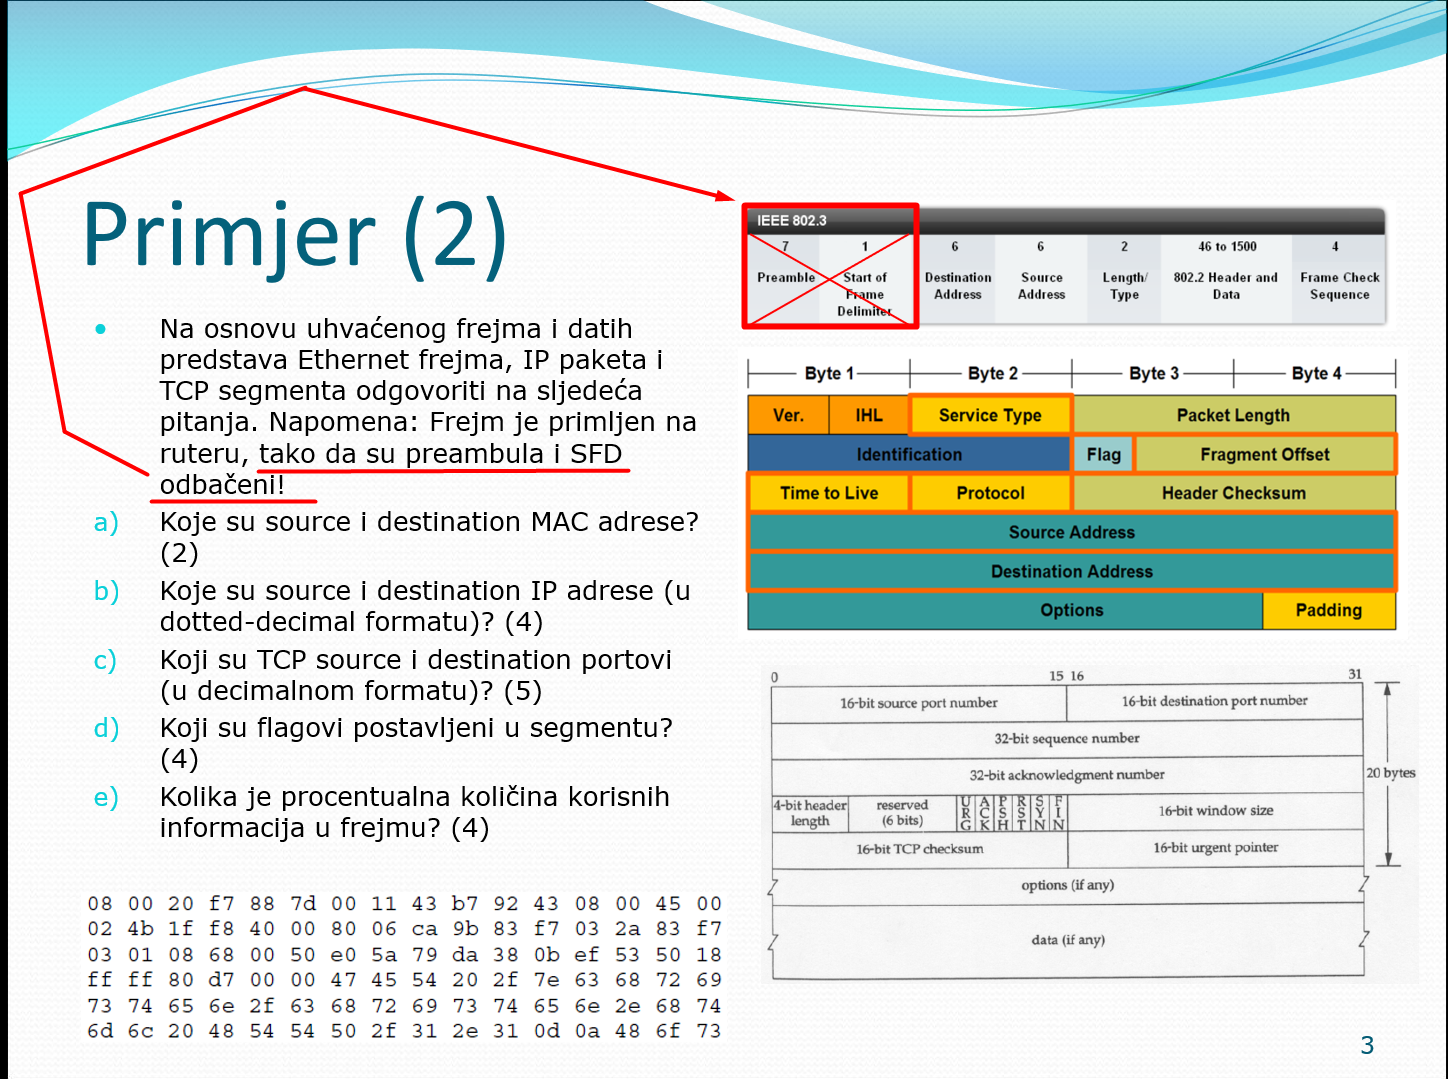 Primjer (2)
• Na osnovu uhvaćenog frejma i datih
predstava Ethernet frejma, IP paketa i
TCP segmenta odgovoriti na sljedeća
pitanja. Napomena: Frejm je primljen na
ruteru, tako da su preambula i SFD
odbačeni!
a) Koje su source i destination MAC adrese?
(2)
b) Koje su source i destination IP adrese (u
dotted-decimal formatu)? (4)
c) Koji su TCP source i destination portovi
(u decimalnom formatu)? (5)
d) Koji su flagovi postavljeni u segmentu?
(4)
e) Kolika je procentualna količina korisnih
informacija u frejmu? (4)
08 00 20 f7 88 7d 00 11 43 b7 92 43 08 00 45 00
02 4b 1f f8 40 00 80 06 ca 9b 83 f7 03 2a 83 f7
03 01 08 68 00 50 e0 5a 79 da 38 0b ef 53 50 18
ff ff 80 d7 00 00 47 45 54 20 2f 7e 63 68 72 69
73 74 65 6e 2f 63 68 72 69 73 74 65 6e 2e 68 74
6d 6c 20 48 54 54 50 2f 31 2e 31 0d 0a 48 6f 73
IEEE 802.3
7 1 6 6 2 46 to 1500 4
Preamble Start of Destination Source Length/ 802.2 Header and Frame Check
Frame Address Address Type Data Sequence
Delimiter
Byte 1 Byte 2 Byte 3 Byte 4
Ver. IHL Service Type Packet Length
Identification Flag Fragment Offset
Time to Live Protocol Header Checksum
Source Address
Destination Address
Options Padding
0 15 16 31
16-bit source port number 16-bit destination port number
32-bit sequence number
32-bit acknowledgment number
20 bytes
4-bit header length reserved (6 bits) URG ACK PSH RST SYN FIN 16-bit window size
16-bit TCP checksum 16-bit urgent pointer
options (if any)
data (if any)
3